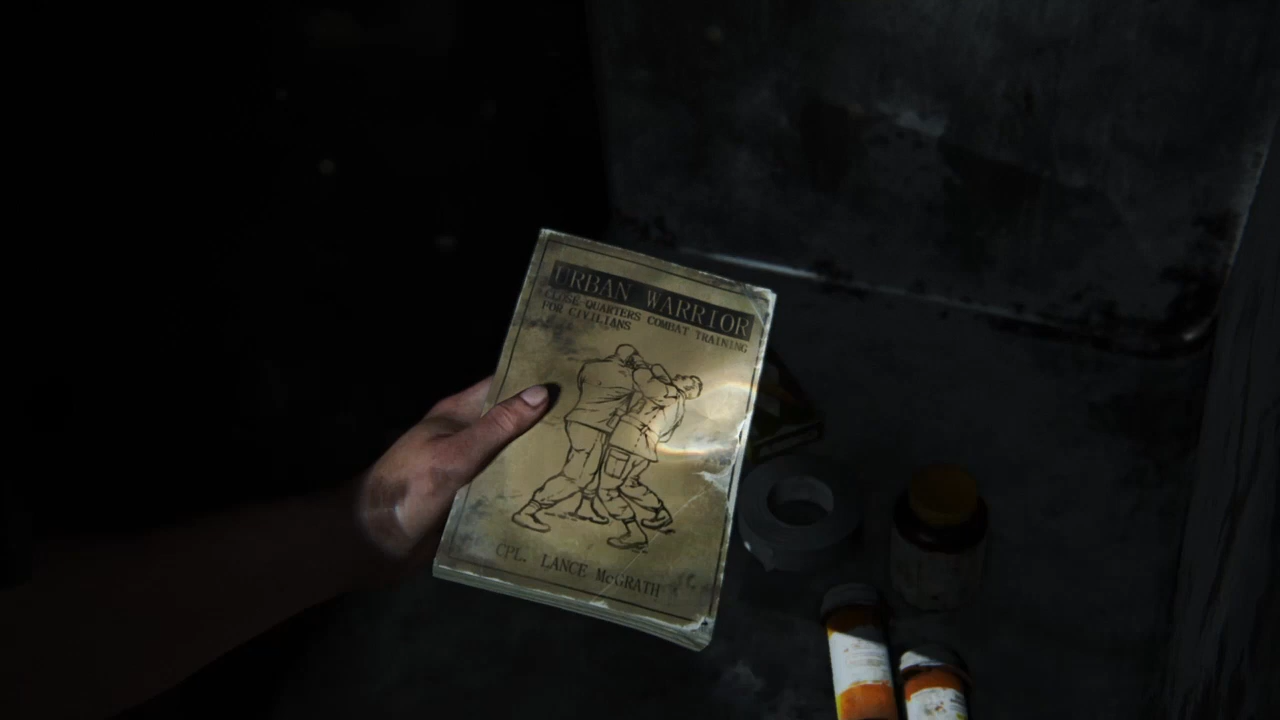 URBAN WARRIOR
CLOSE-QUARTERS COMBAT TRAINING
FOR CIVILIANS
CPL. LANCE McGRATH